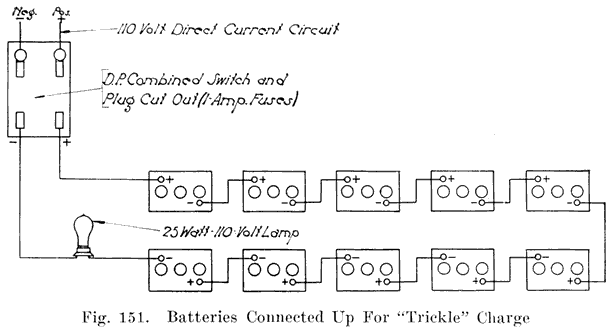 Neg. Pos.
- +
110 Volt Direct Current Circuit
D.P. Combined Switch and
Plug Cut Out (1-Amp. Fuses)
- +
+ + + + +
- - - - -
25 Watt-110-Volt Lamp
- - - - -
+ + + + +
Fig. 151. Batteries Connected Up For "Trickle" Charge